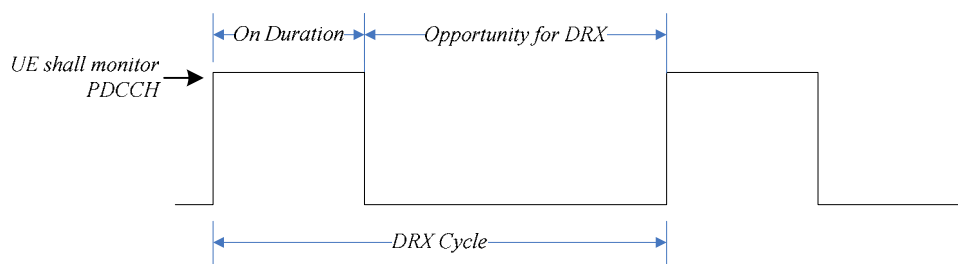 On Duration
Opportunity for DRX
UE shall monitor
PDCCH
DRX Cycle